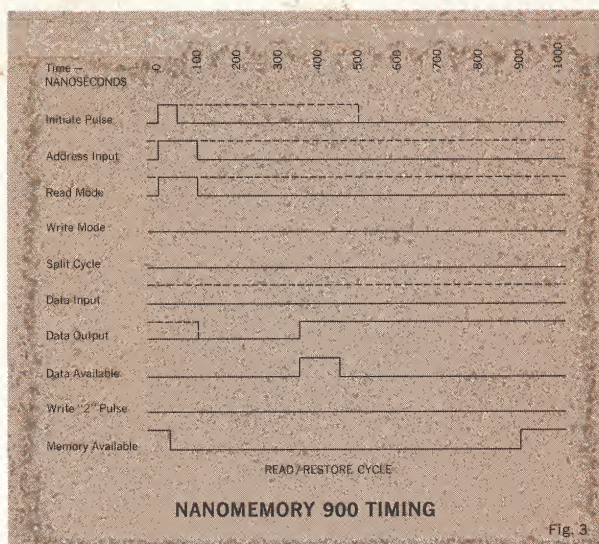 Time — 0 100 200 300 400 500 600 700 800 900 1000
NANOSECONDS
Initiate Pulse
Address Input
Read Mode
Write Mode
Split Cycle
Data Input
Data Output
Data Available
Write "2" Pulse
Memory Available
READ/RESTORE CYCLE
NANOMEMORY 900 TIMING
Fig. 3